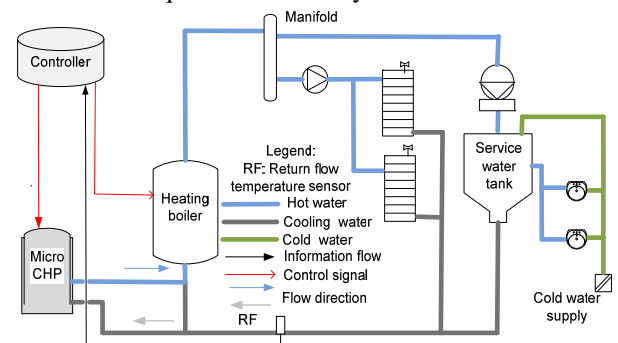 Manifold
Controller
Legend:
RF: Return flow
temperature sensor
Hot water
Cooling water
Cold water
Information flow
Control signal
Flow direction
Heating
boiler
Service
water
tank
Micro
CHP
RF
Cold water
supply